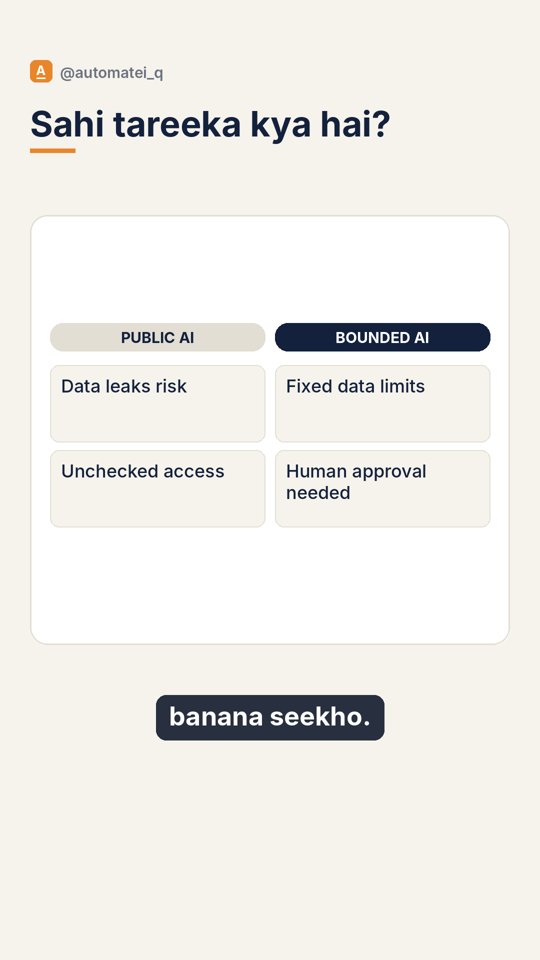 A
@automatei_q
Sahi tareeka kya hai?
PUBLIC AI
BOUNDED AI
Data leaks risk
Fixed data limits
Unchecked access
Human approval
needed
banana seekho.